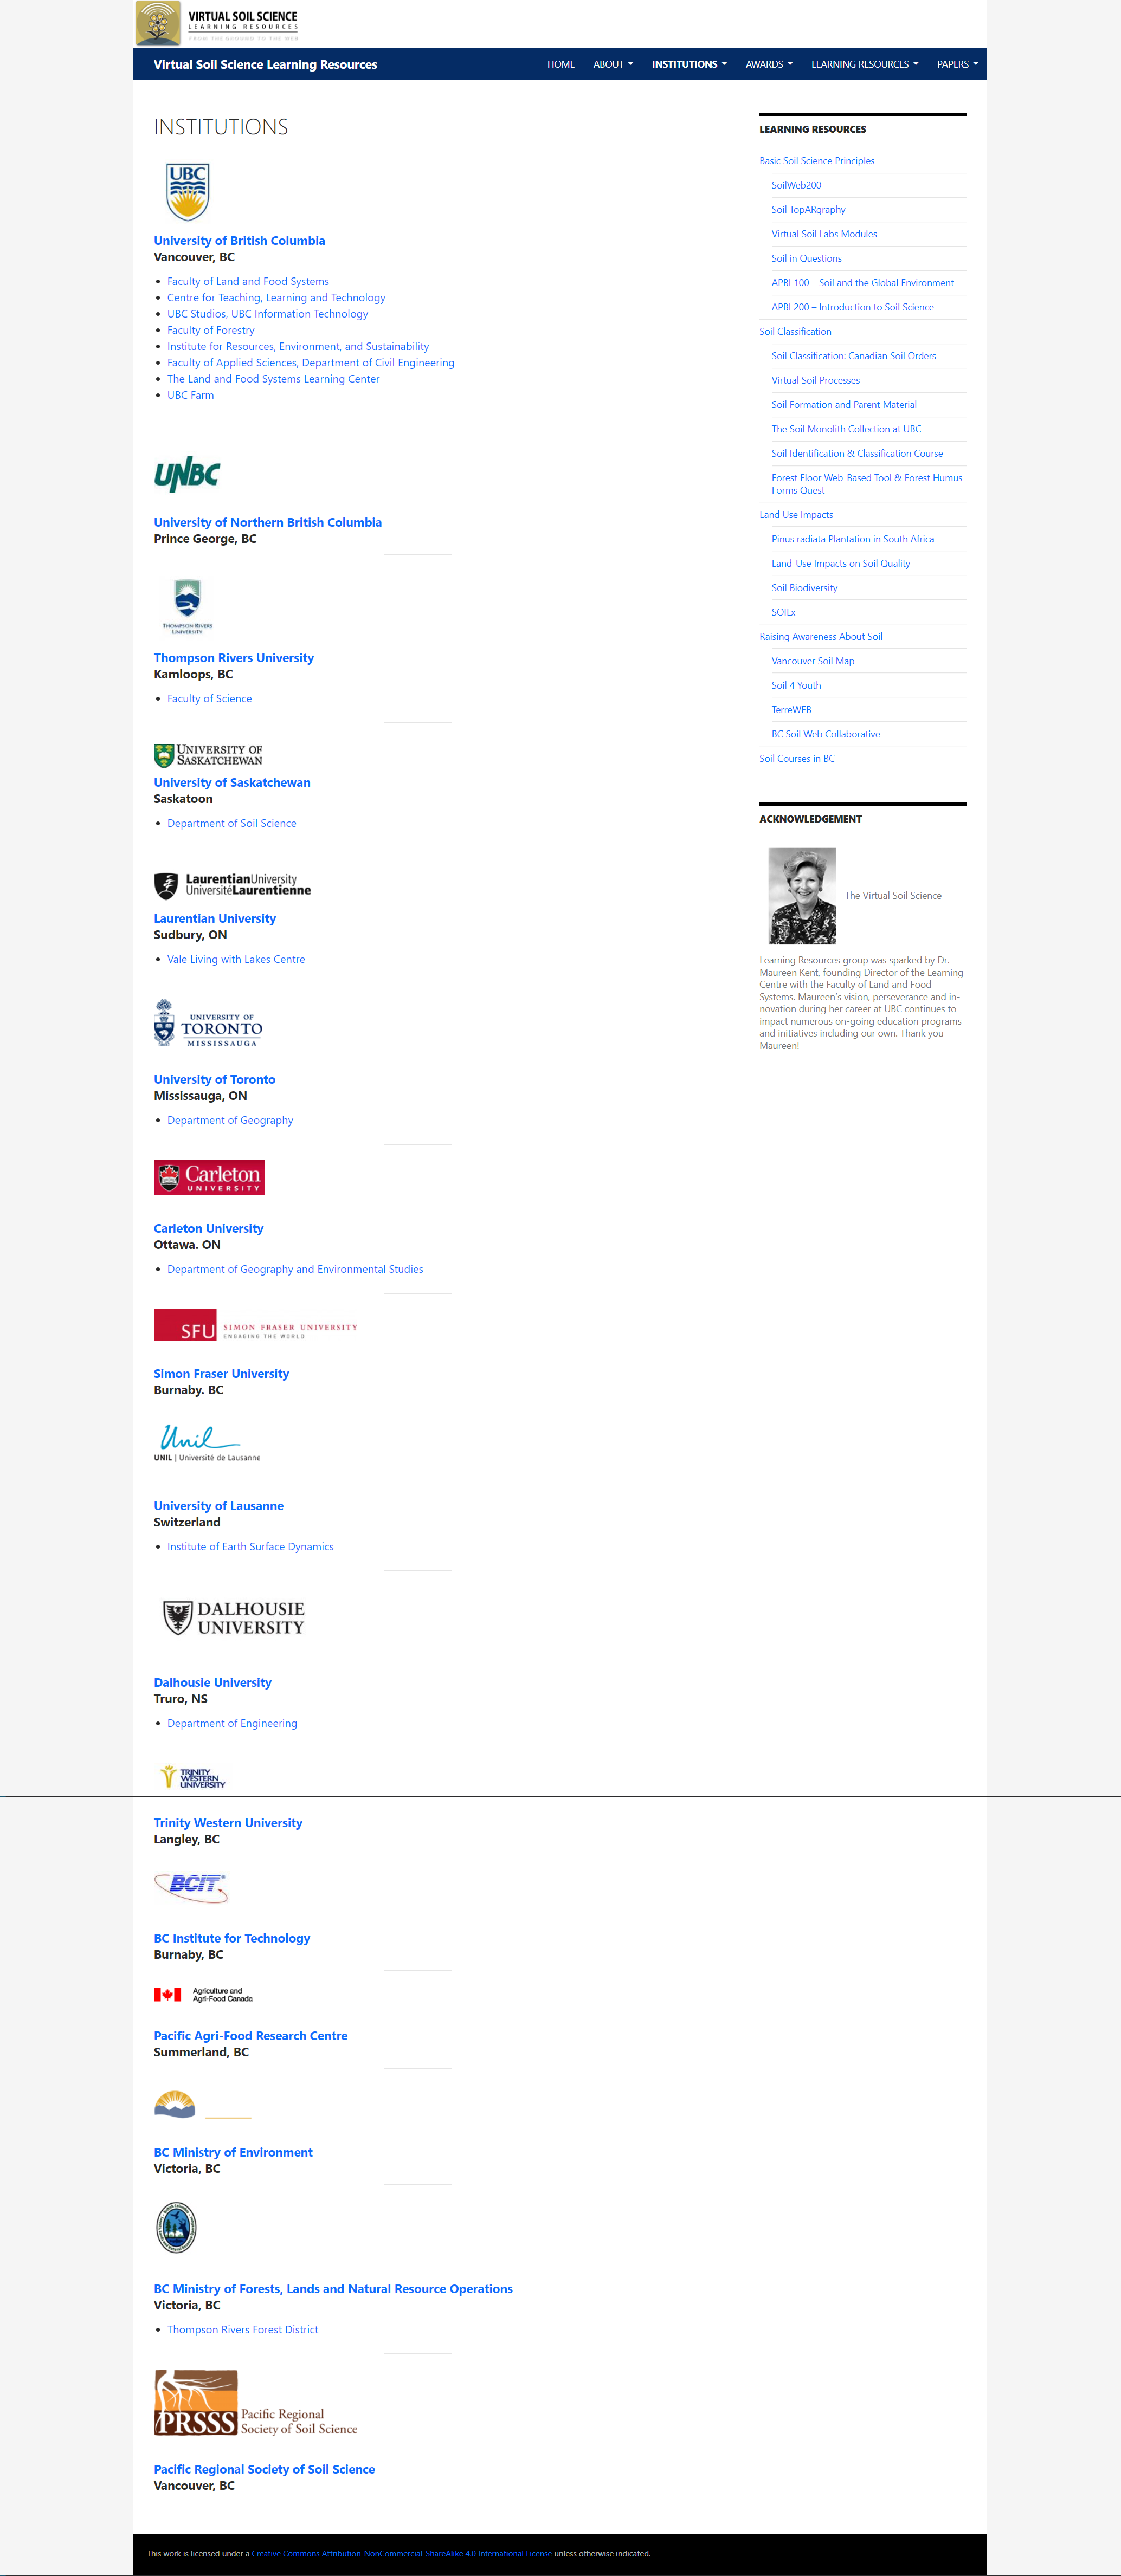 VIRTUAL SOIL SCIENCE
LEARNING RESOURCES
FROM THE GROUND TO THE WEB
Virtual Soil Science Learning Resources
HOME ABOUT INSTITUTIONS AWARDS LEARNING RESOURCES PAPERS
INSTITUTIONS
UBC
University of British Columbia
Vancouver, BC
Faculty of Land and Food Systems
Centre for Teaching, Learning and Technology
UBC Studios, UBC Information Technology
Faculty of Forestry
Institute for Resources, Environment, and Sustainability
Faculty of Applied Sciences, Department of Civil Engineering
The Land and Food Systems Learning Center
UBC Farm
UNBC
University of Northern British Columbia
Prince George, BC
THOMPSON RIVERS
UNIVERSITY
Thompson Rivers University
Kamloops, BC
Faculty of Science
UNIVERSITY OF
SASKATCHEWAN
University of Saskatchewan
Saskatoon
Department of Soil Science
LaurentianUniversity
UniversitéLaurentienne
Laurentian University
Sudbury, ON
Vale Living with Lakes Centre
UNIVERSITY OF
TORONTO
MISSISSAUGA
University of Toronto
Mississauga, ON
Department of Geography
Carleton
UNIVERSITY
Carleton University
Ottawa. ON
Department of Geography and Environmental Studies
SFU SIMON FRASER UNIVERSITY
ENGAGING THE WORLD
Simon Fraser University
Burnaby. BC
Unil
UNIL | Université de Lausanne
University of Lausanne
Switzerland
Institute of Earth Surface Dynamics
DALHOUSIE
UNIVERSITY
Dalhousie University
Truro, NS
Department of Engineering
TRINITY
WESTERN
UNIVERSITY
Trinity Western University
Langley, BC
BCIT
BC Institute for Technology
Burnaby, BC
Agriculture and
Agri-Food Canada
Pacific Agri-Food Research Centre
Summerland, BC
BC Ministry of Environment
Victoria, BC
BC Ministry of Forests, Lands and Natural Resource Operations
Victoria, BC
Thompson Rivers Forest District
PRSSS Pacific Regional
Society of Soil Science
Pacific Regional Society of Soil Science
Vancouver, BC
LEARNING RESOURCES
Basic Soil Science Principles
SoilWeb200
Soil TopARgraphy
Virtual Soil Labs Modules
Soil in Questions
APBI 100 – Soil and the Global Environment
APBI 200 – Introduction to Soil Science
Soil Classification
Soil Classification: Canadian Soil Orders
Virtual Soil Processes
Soil Formation and Parent Material
The Soil Monolith Collection at UBC
Soil Identification & Classification Course
Forest Floor Web-Based Tool & Forest Humus
Forms Quest
Land Use Impacts
Pinus radiata Plantation in South Africa
Land-Use Impacts on Soil Quality
Soil Biodiversity
SOILx
Raising Awareness About Soil
Vancouver Soil Map
Soil 4 Youth
TerreWEB
BC Soil Web Collaborative
Soil Courses in BC
ACKNOWLEDGEMENT
The Virtual Soil Science
Learning Resources group was sparked by Dr.
Maureen Kent, founding Director of the Learning
Centre with the Faculty of Land and Food
Systems. Maureen's vision, perseverance and in-
novation during her career at UBC continues to
impact numerous on-going education programs
and initiatives including our own. Thank you
Maureen!
This work is licensed under a Creative Commons Attribution-NonCommercial-ShareAlike 4.0 International License unless otherwise indicated.